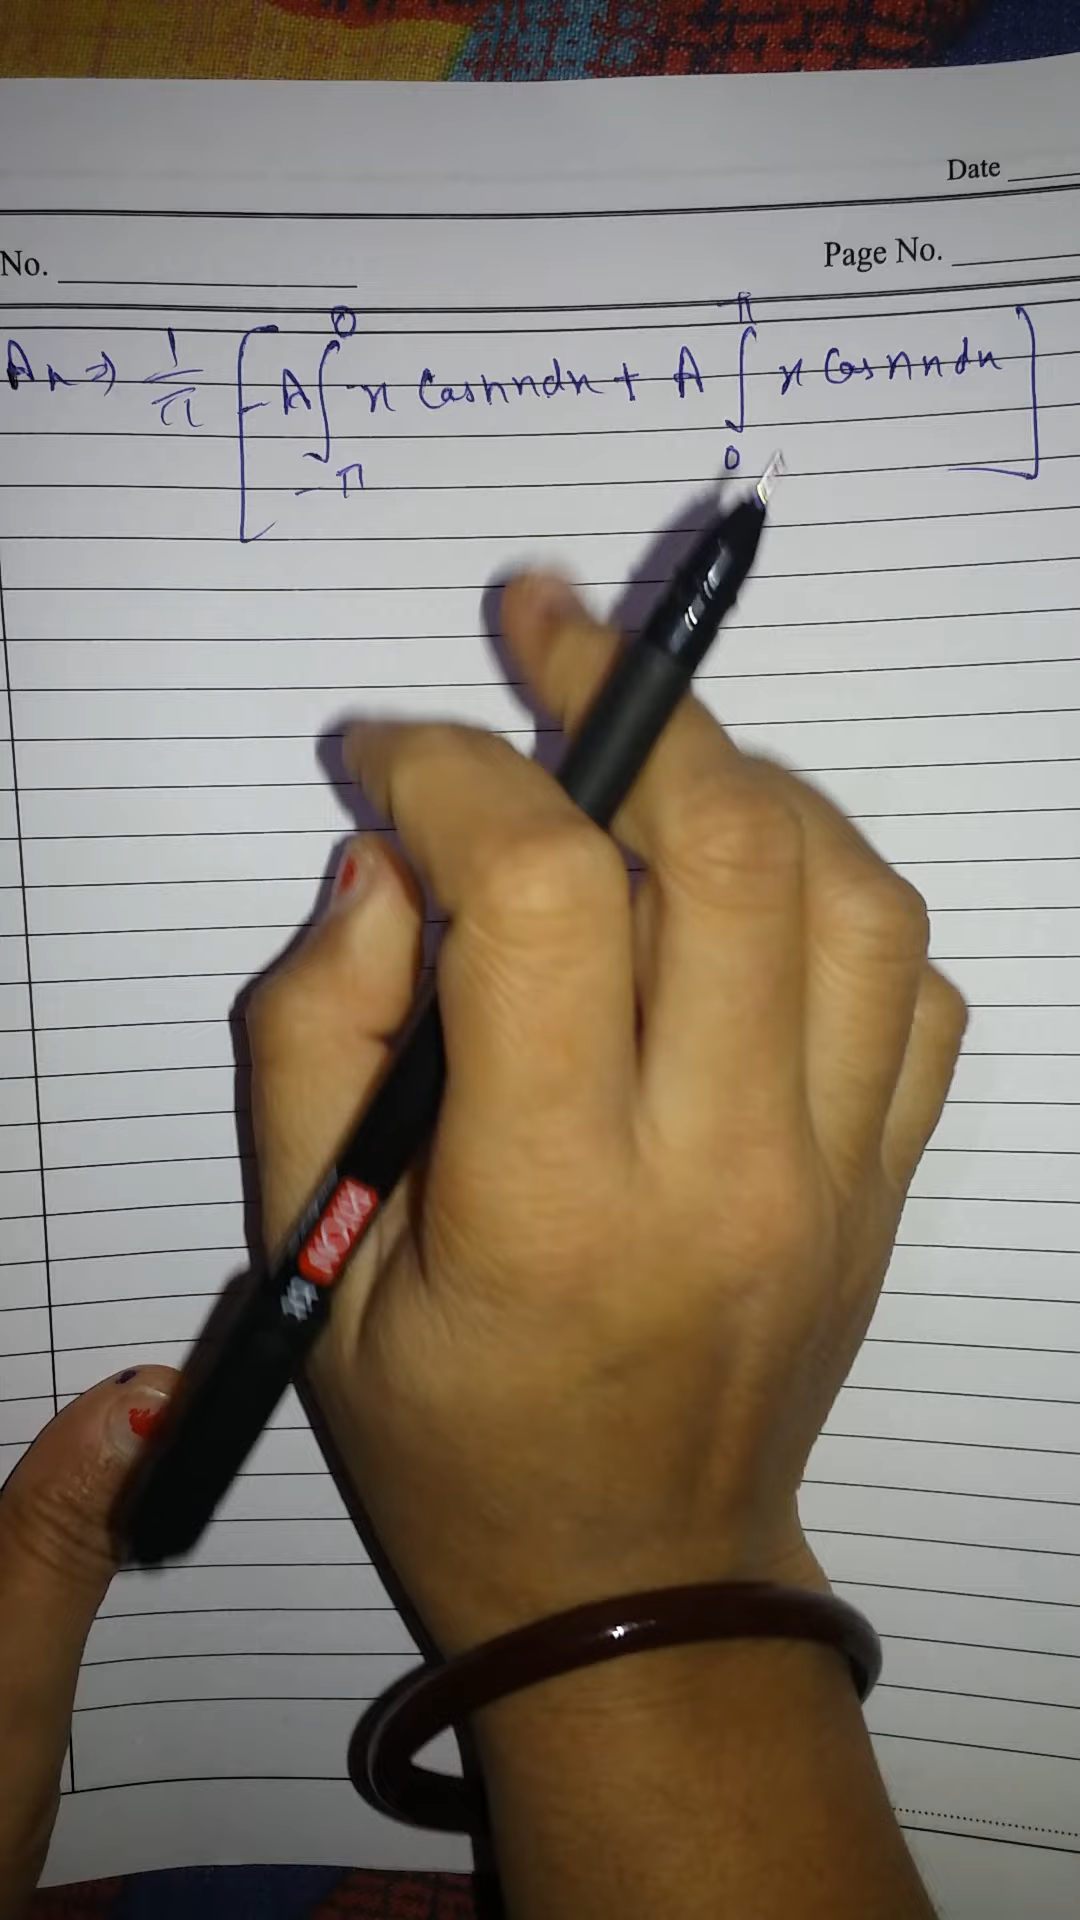 Date
No.
Page No.
An ⇒ 1/π [ -A ∫_{-π}^{0} x Cos nx dx + A ∫_{0}^{π} x Cos nx dx ]